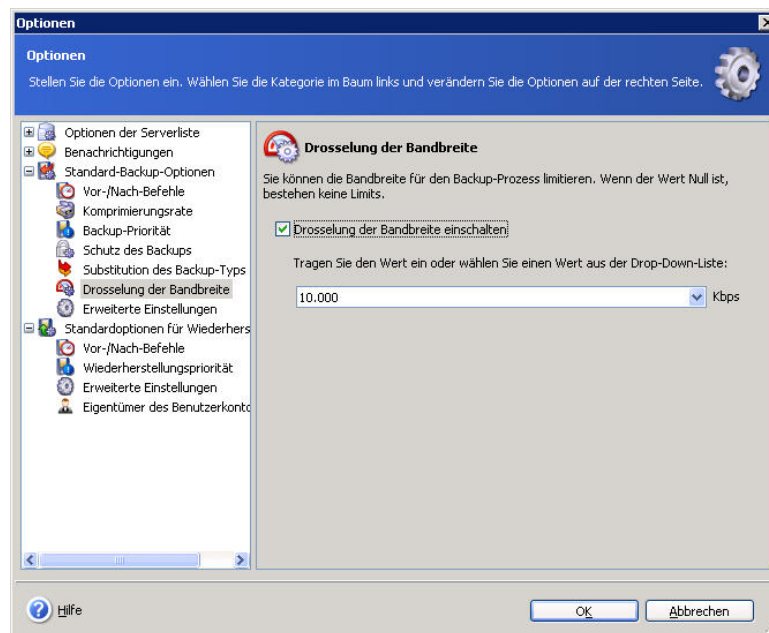 Optionen
Optionen
Stellen Sie die Optionen ein. Wählen Sie die Kategorie im Baum links und verändern Sie die Optionen auf der rechten Seite.
Optionen der Serverliste
Benachrichtigungen
Standard-Backup-Optionen
Vor-/Nach-Befehle
Komprimierungsrate
Backup-Priorität
Schutz des Backups
Substitution des Backup-Typs
Drosselung der Bandbreite
Erweiterte Einstellungen
Standardoptionen für Wiederhers
Vor-/Nach-Befehle
Wiederherstellungspriorität
Erweiterte Einstellungen
Eigentümer des Benutzerkonto
Drosselung der Bandbreite
Sie können die Bandbreite für den Backup-Prozess limitieren. Wenn der Wert Null ist,
bestehen keine Limits.
Drosselung der Bandbreite einschalten
Tragen Sie den Wert ein oder wählen Sie einen Wert aus der Drop-Down-Liste:
10.000 Kbps
Hilfe
OK
Abbrechen